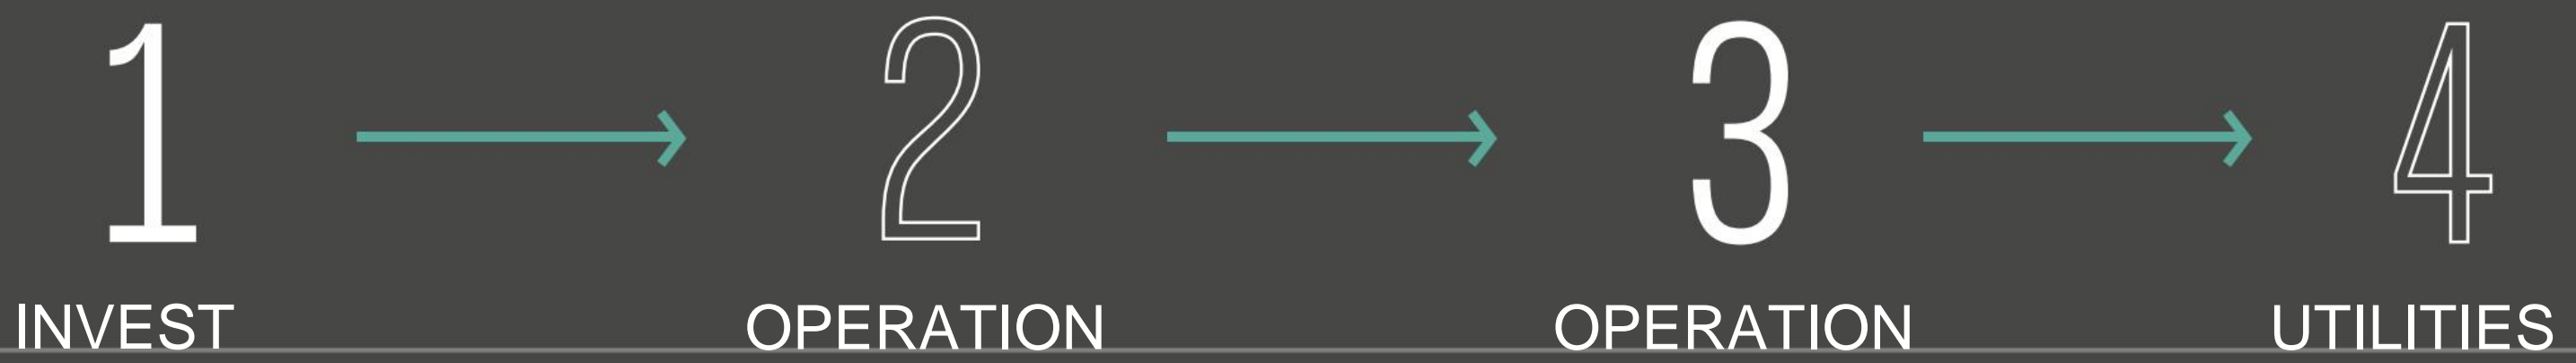 1 2 3 4
INVEST OPERATION OPERATION UTILITIES